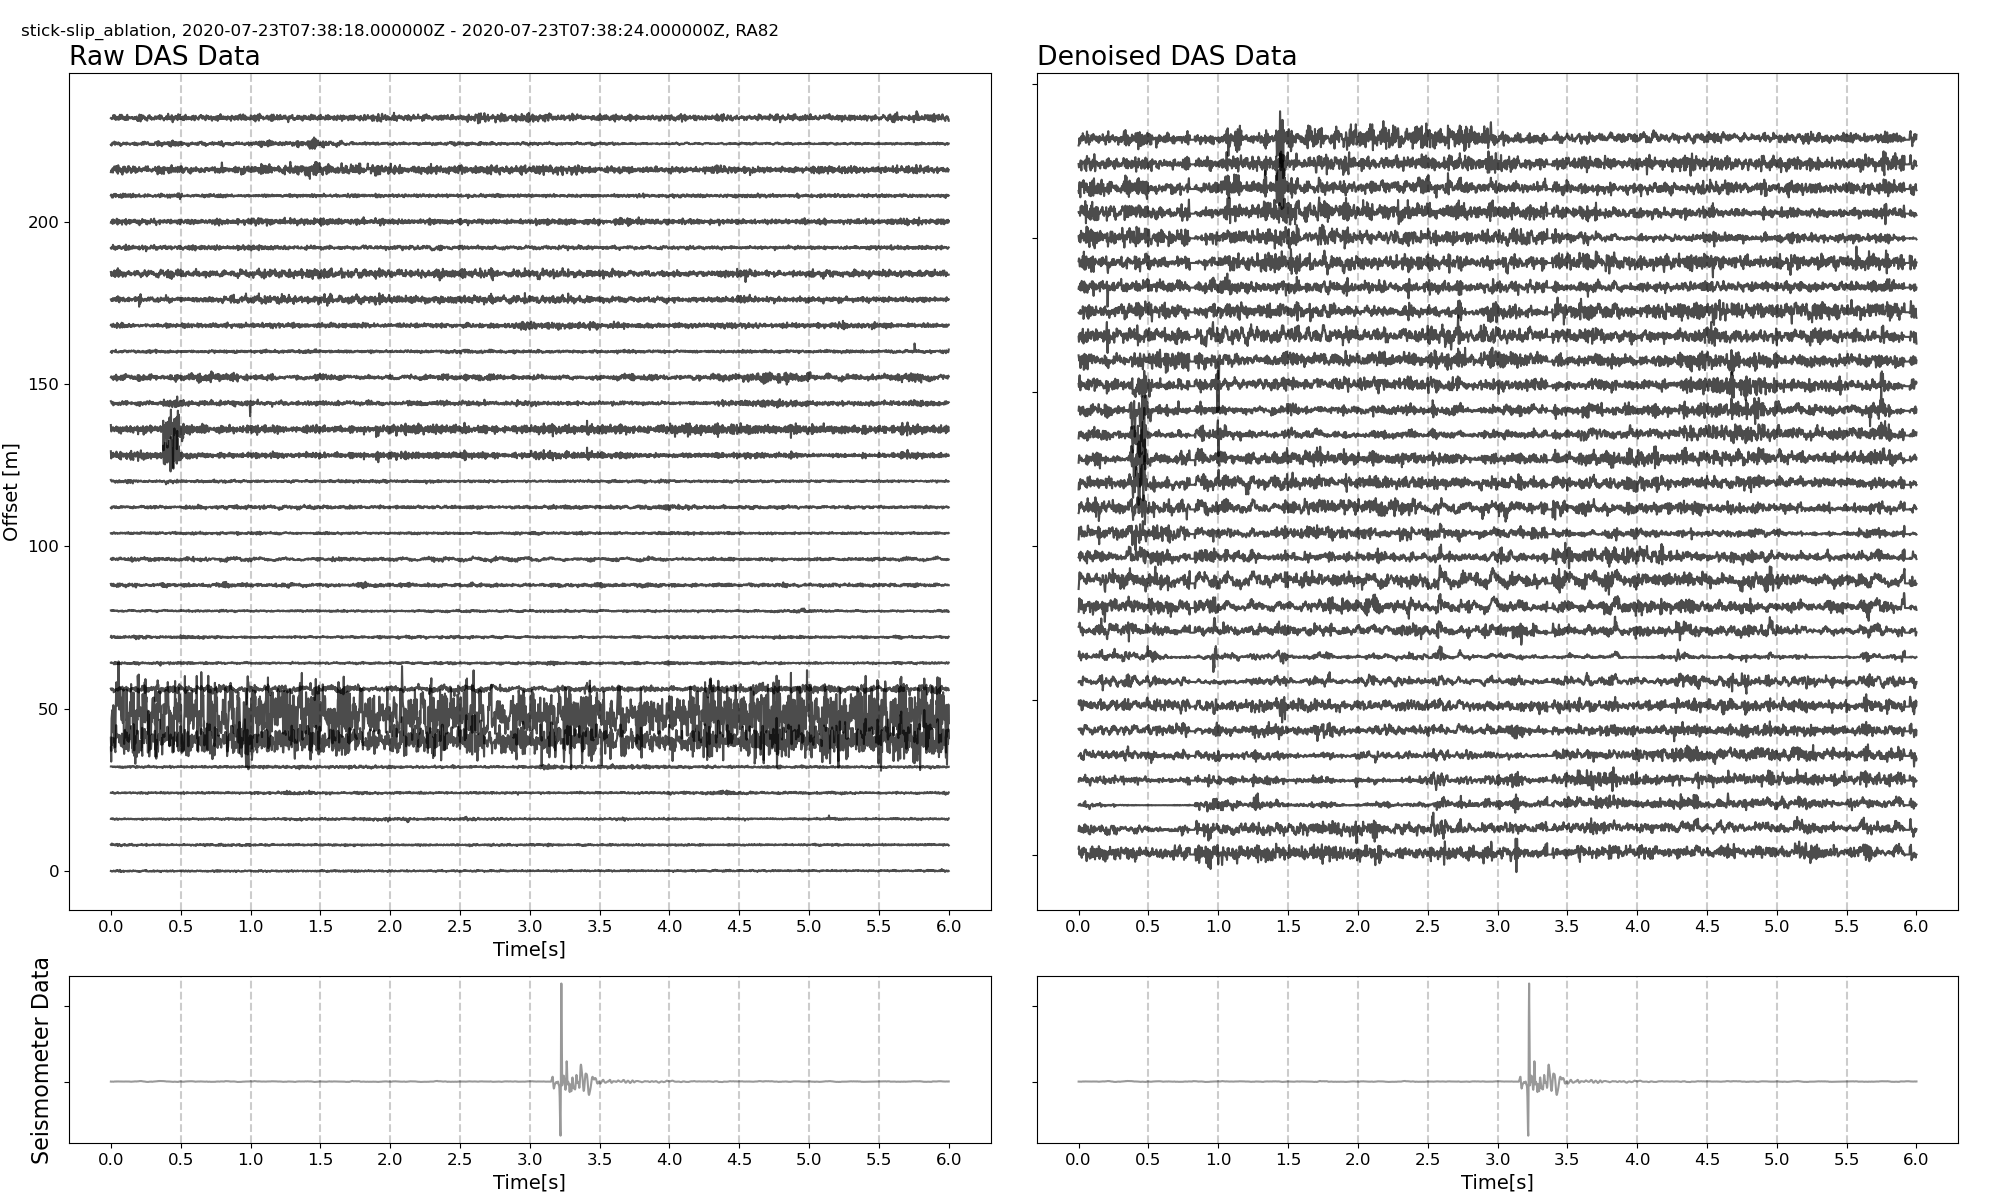 stick-slip_ablation, 2020-07-23T07:38:18.000000Z - 2020-07-23T07:38:24.000000Z, RA82
Raw DAS Data
Denoised DAS Data
Offset [m]
200
150
100
50
0
0.0 0.5 1.0 1.5 2.0 2.5 3.0 3.5 4.0 4.5 5.0 5.5 6.0
Time[s]
0.0 0.5 1.0 1.5 2.0 2.5 3.0 3.5 4.0 4.5 5.0 5.5 6.0
Seismometer Data
0.0 0.5 1.0 1.5 2.0 2.5 3.0 3.5 4.0 4.5 5.0 5.5 6.0
Time[s]
0.0 0.5 1.0 1.5 2.0 2.5 3.0 3.5 4.0 4.5 5.0 5.5 6.0
Time[s]